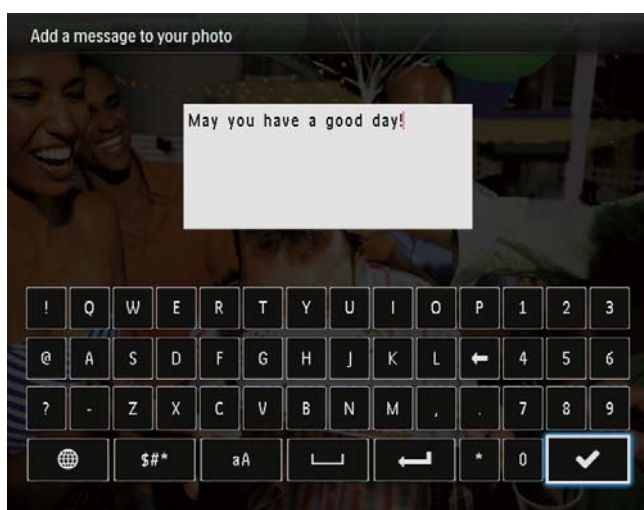 Add a message to your photo
May you have a good day!
! Q W E R T Y U I O P 1 2 3
@ A S D F G H J K L 4 5 6
? - Z X C V B N M , . 7 8 9
$#* aA * 0